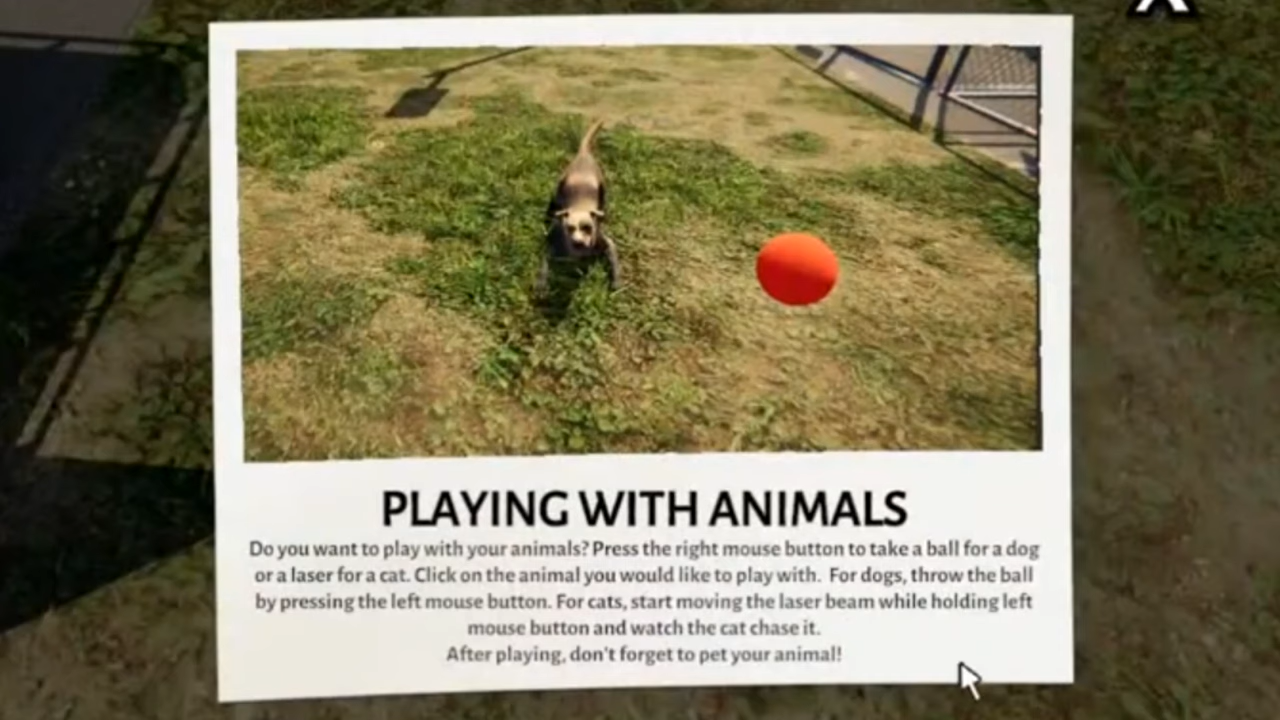 PLAYING WITH ANIMALS
Do you want to play with your animals? Press the right mouse button to take a ball for a dog
or a laser for a cat. Click on the animal you would like to play with. For dogs, throw the ball
by pressing the left mouse button. For cats, start moving the laser beam while holding left
mouse button and watch the cat chase it.
After playing, don't forget to pet your animal!